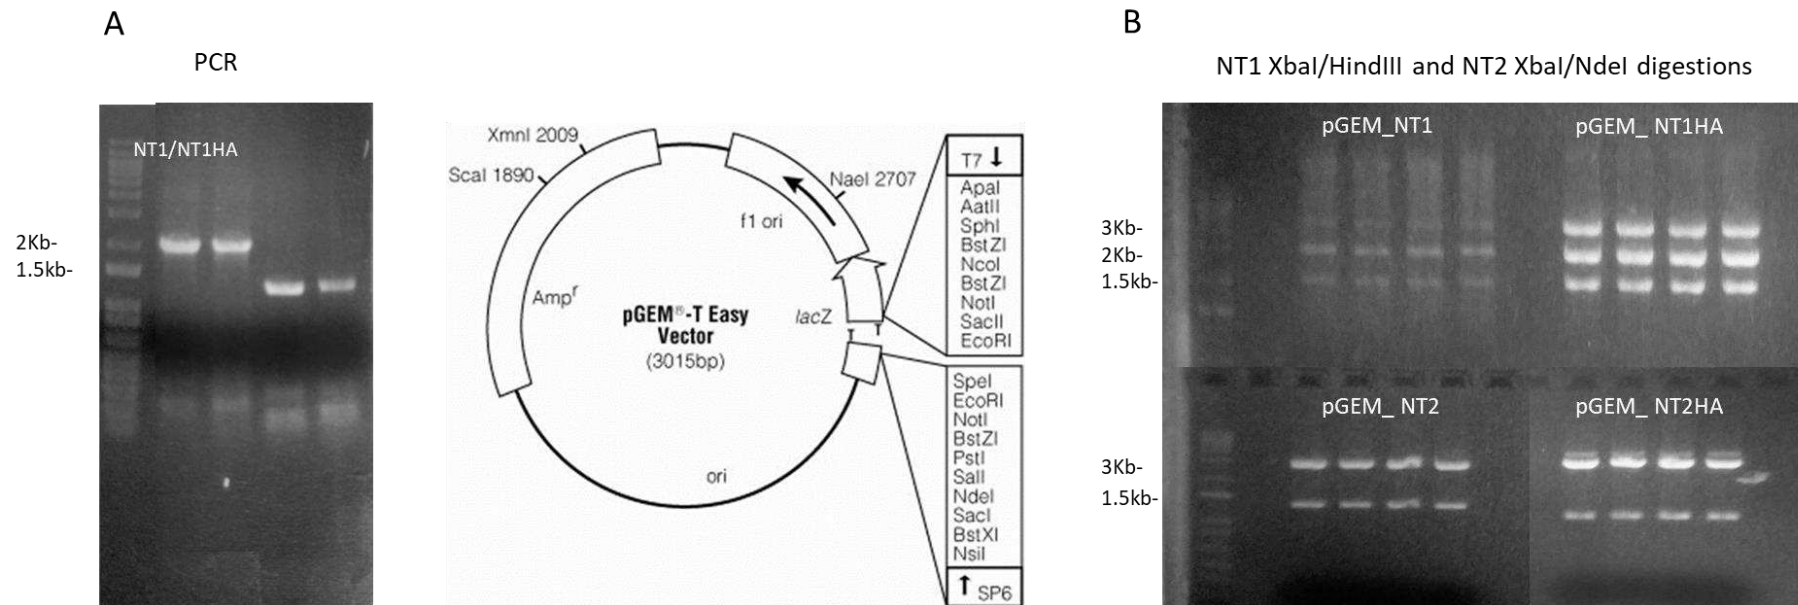 A
PCR
NT1/NT1HA
2Kb-
1.5kb-
XmnI 2009
ScaI 1890
NaeI 2707
f1 ori
Ampr
pGEM®-T Easy
Vector
(3015bp)
lacZ
T
T
ori
T7 ↓
ApaI
AatII
SphI
BstZI
NcoI
BstZI
NotI
SacII
EcoRI
SpeI
EcoRI
NotI
BstZI
PstI
SalI
NdeI
SacI
BstXI
NsiI
↑ SP6
B
NT1 XbaI/HindIII and NT2 XbaI/NdeI digestions
pGEM_NT1
pGEM_ NT1HA
3Kb-
2Kb-
1.5kb-
pGEM_ NT2
pGEM_ NT2HA
3Kb-
1.5kb-